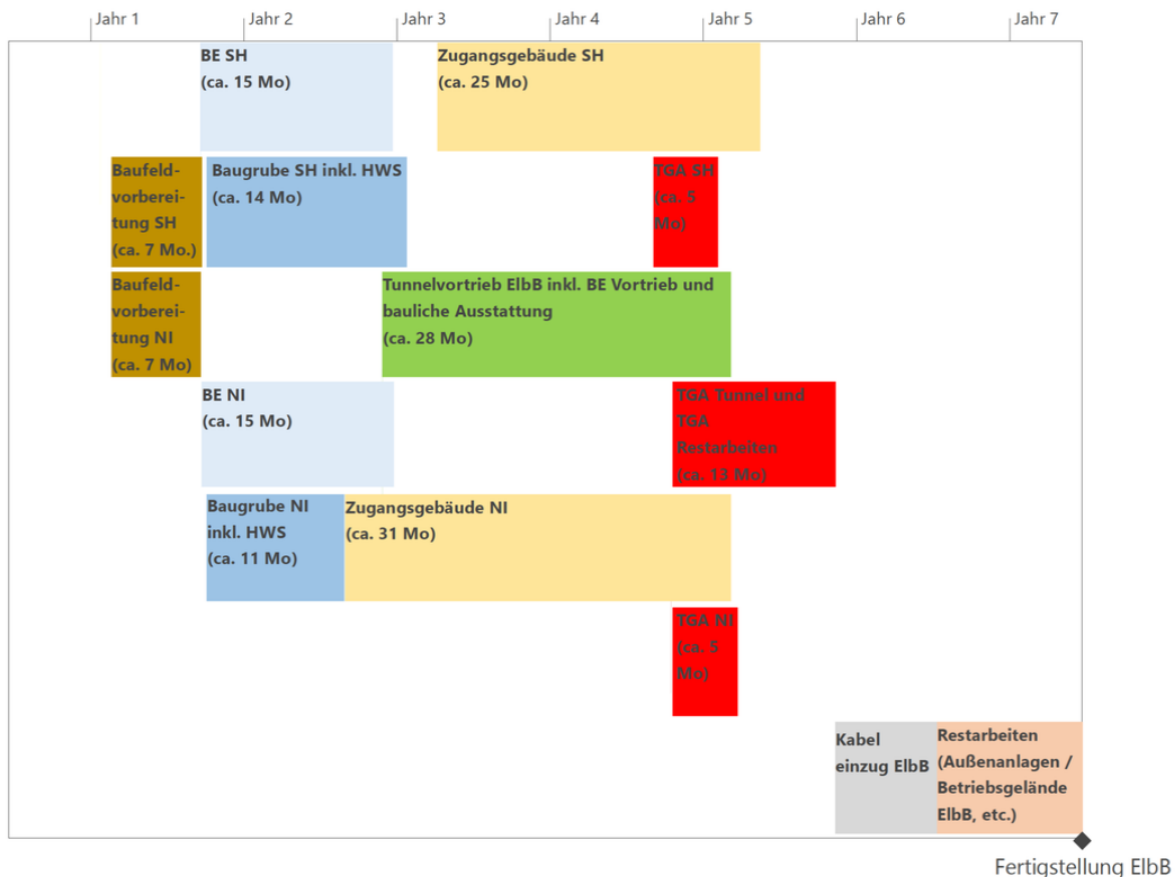 Jahr 1
Jahr 2
Jahr 3
Jahr 4
Jahr 5
Jahr 6
Jahr 7
BE SH
(ca. 15 Mo)
Zugangsgebäude SH
(ca. 25 Mo)
Baufeld-
vorberei-
tung SH
(ca. 7 Mo.)
Baugrube SH inkl. HWS
(ca. 14 Mo)
TGA SH
(ca. 5
Mo)
Baufeld-
vorberei-
tung NI
(ca. 7 Mo)
Tunnelvortrieb ElbB inkl. BE Vortrieb und
bauliche Ausstattung
(ca. 28 Mo)
BE NI
(ca. 15 Mo)
TGA Tunnel und
TGA
Restarbeiten
(ca. 13 Mo)
Baugrube NI
inkl. HWS
(ca. 11 Mo)
Zugangsgebäude NI
(ca. 31 Mo)
TGA NI
(ca. 5
Mo)
Kabel
einzug ElbB
Restarbeiten
(Außenanlagen /
Betriebsgelände
ElbB, etc.)
Fertigstellung ElbB